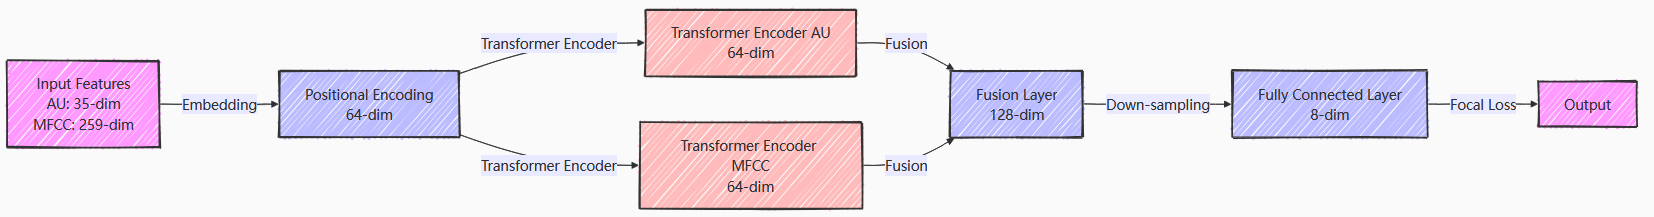 Input Features
AU: 35-dim
MFCC: 259-dim
Embedding
Positional Encoding
64-dim
Transformer Encoder
Transformer Encoder
Transformer Encoder AU
64-dim
Transformer Encoder
MFCC
64-dim
Fusion
Fusion
Fusion Layer
128-dim
Down-sampling
Fully Connected Layer
8-dim
Focal Loss
Output